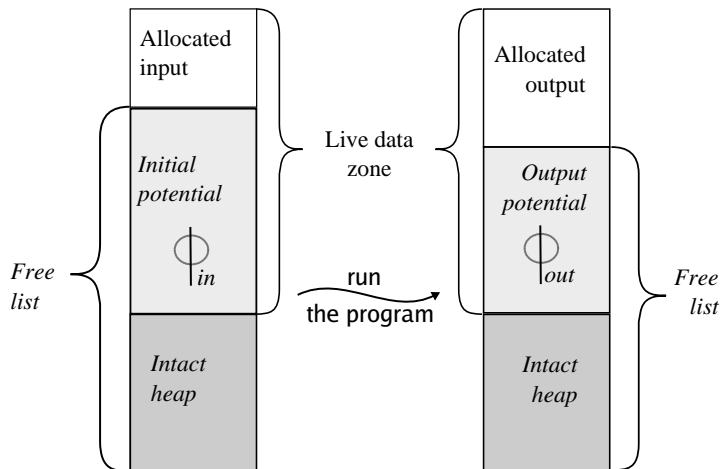 Allocated
input
Allocated
output
Live data
zone
Initial
potential
Output
potential
ϕ in
ϕ out
Free
list
run
the program
Free
list
Intact
heap
Intact
heap